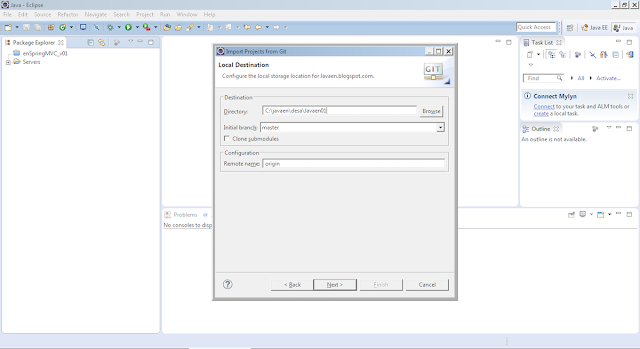 Java - Eclipse
File Edit Source Refactor Navigate Search Project Run Window Help
Quick Access
Java EE
Java
Package Explorer
enSpringMVC_v01
Servers
Import Projects from Git
Local Destination
Configure the local storage location for Javaen.blogspot.com.
GIT
Destination
Directory:
C:\javaen\desa\Javaen01
Browse
Initial branch:
master
Clone submodules
Configuration
Remote name:
origin
< Back
Next >
Finish
Cancel
Task List
Find
All
Activate...
Connect Mylyn
Connect to your task and ALM tools or
create a local task.
Outline
An outline is not available.
Problems
No consoles to disp